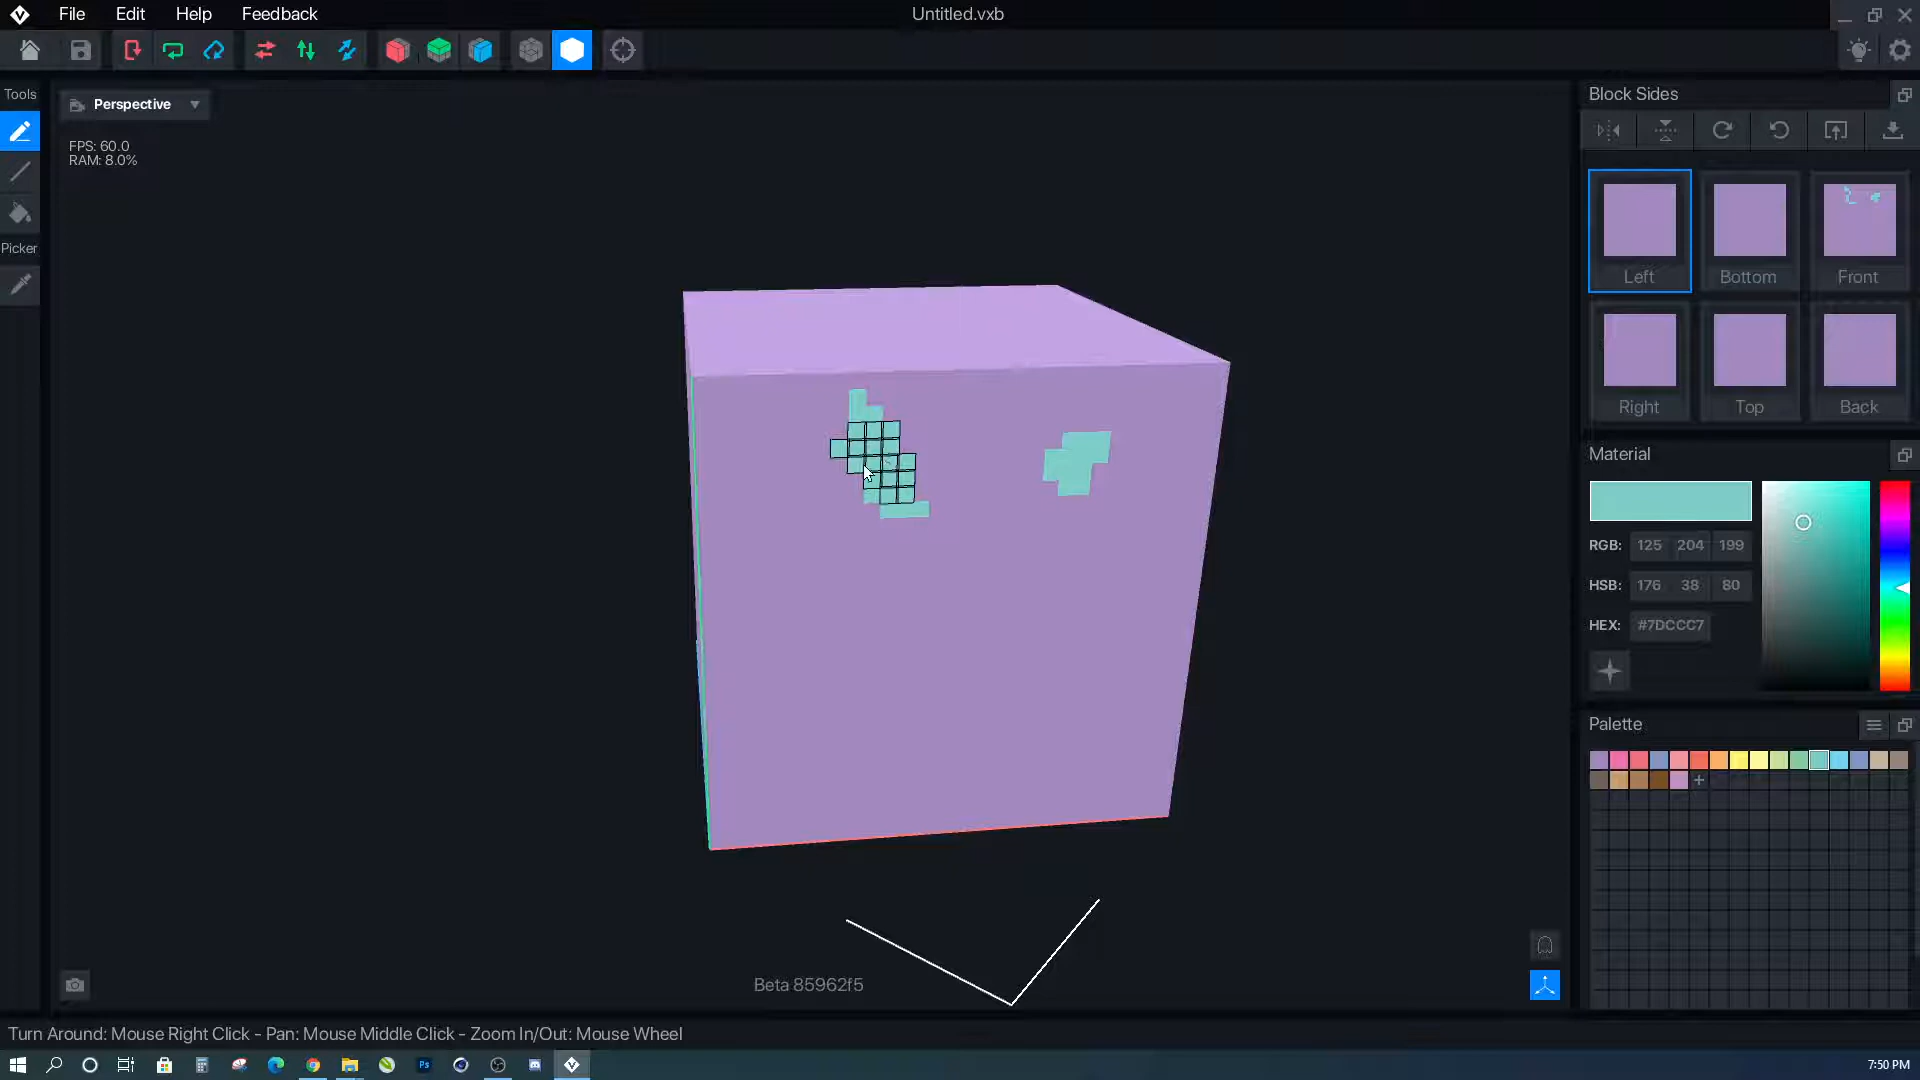 File Edit Help Feedback
Untitled.vxb
Tools
Perspective
FPS: 60.0
RAM: 8.0%
Picker
Block Sides
Left Bottom Front
Right Top Back
Material
RGB: 125 204 199
HSB: 176 38 80
HEX: #7DCCC7
Palette
Beta 85962f5
Turn Around: Mouse Right Click - Pan: Mouse Middle Click - Zoom In/Out: Mouse Wheel
Ps
7:50 PM